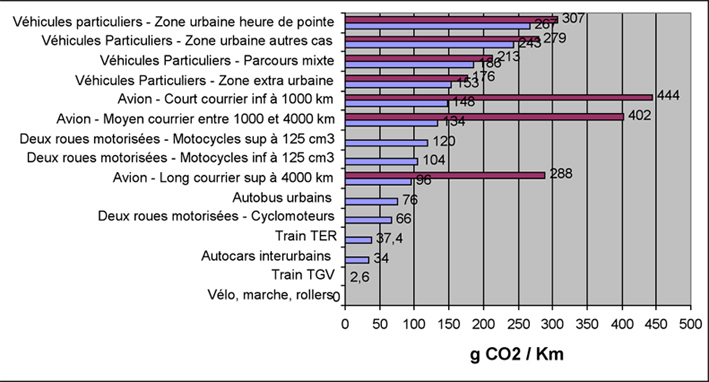 Véhicules particuliers - Zone urbaine heure de pointe 307 267
Véhicules Particuliers - Zone urbaine autres cas 279 243
Véhicules Particuliers - Parcours mixte 213 186
Véhicules Particuliers - Zone extra urbaine 176 153
Avion - Court courrier inf à 1000 km 444 148
Avion - Moyen courrier entre 1000 et 4000 km 402 134
Deux roues motorisées - Motocycles sup à 125 cm3 120
Deux roues motorisées - Motocycles inf à 125 cm3 104
Avion - Long courrier sup à 4000 km 288 96
Autobus urbains 76
Deux roues motorisées - Cyclomoteurs 66
Train TER 37,4
Autocars interurbains 34
Train TGV 2,6
Vélo, marche, rollers 0
0 50 100 150 200 250 300 350 400 450 500
g CO2 / Km